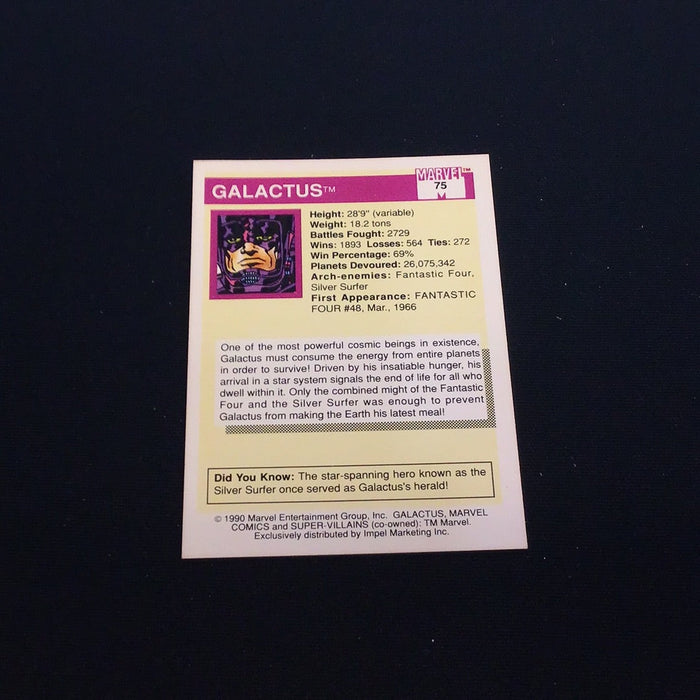 MARVEL™
75
GALACTUS™
Height: 28'9" (variable)
Weight: 18.2 tons
Battles Fought: 2729
Wins: 1893 Losses: 564 Ties: 272
Win Percentage: 69%
Planets Devoured: 26,075,342
Arch-enemies: Fantastic Four,
Silver Surfer
First Appearance: FANTASTIC
FOUR #48, Mar., 1966
One of the most powerful cosmic beings in existence,
Galactus must consume the energy from entire planets
in order to survive! Driven by his insatiable hunger, his
arrival in a star system signals the end of life for all who
dwell within it. Only the combined might of the Fantastic
Four and the Silver Surfer was enough to prevent
Galactus from making the Earth his latest meal!
Did You Know: The star-spanning hero known as the
Silver Surfer once served as Galactus's herald!
© 1990 Marvel Entertainment Group, Inc. GALACTUS, MARVEL
COMICS and SUPER-VILLAINS (co-owned): TM Marvel.
Exclusively distributed by Impel Marketing Inc.